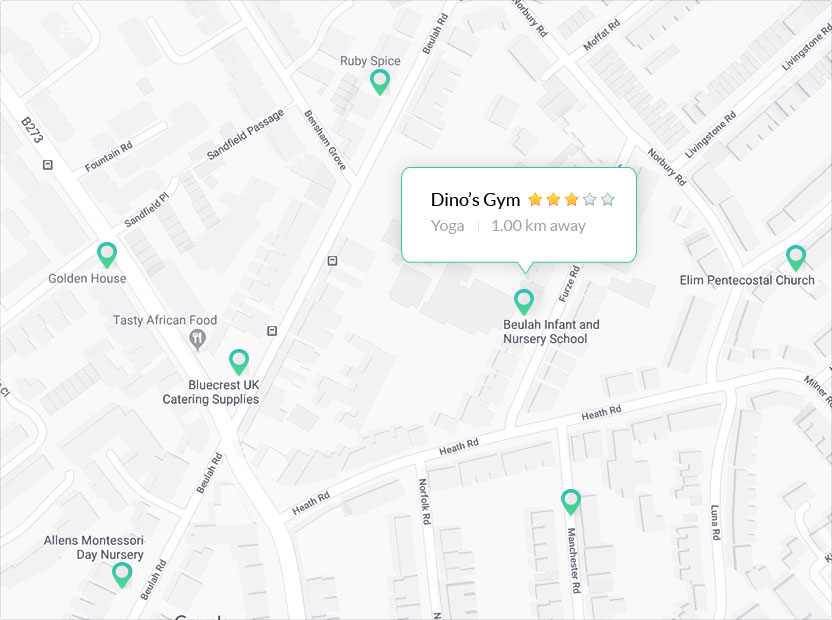 Beulah Rd
Norbury Rd
Moffat Rd
Livingstone Rd
Ruby Spice
B273
Fountain Rd
Sandfield Passage
Bensham Grove
Livingstone Rd
Norbury Rd
Sandfield Pl
Dino's Gym
Yoga | 1.00 km away
Golden House
Furze Rd
Elim Pentecostal Church
Tasty African Food
Beulah Infant and
Nursery School
Bluecrest UK
Catering Supplies
Milner Rd
Heath Rd
Heath Rd
Beulah Rd
Heath Rd
Norfolk Rd
Luna Rd
Manchester Rd
Allens Montessori
Day Nursery
Beulah Rd